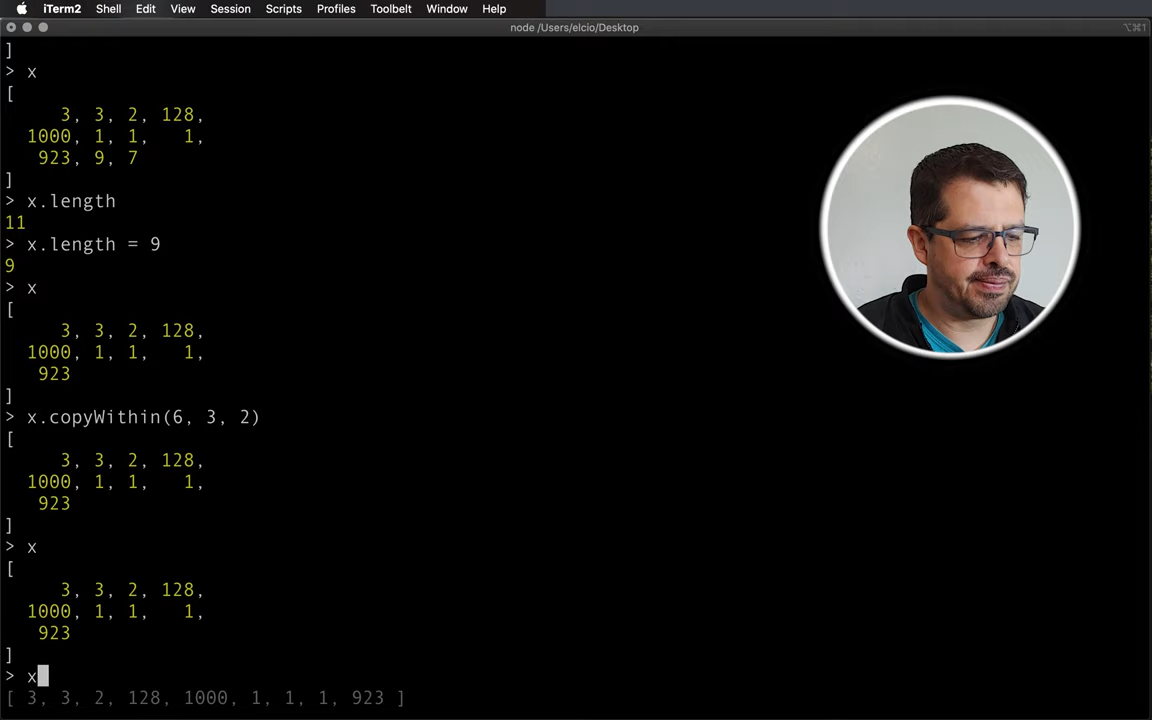 iTerm2 Shell Edit View Session Scripts Profiles Toolbelt Window Help
node /Users/elcio/Desktop ⌥⌘1
]
> x
[
3, 3, 2, 128,
1000, 1, 1, 1,
923, 9, 7
]
> x.length
11
> x.length = 9
9
> x
[
3, 3, 2, 128,
1000, 1, 1, 1,
923
]
> x.copyWithin(6, 3, 2)
[
3, 3, 2, 128,
1000, 1, 1, 1,
923
]
> x
[
3, 3, 2, 128,
1000, 1, 1, 1,
923
]
> x
[ 3, 3, 2, 128, 1000, 1, 1, 1, 923 ]